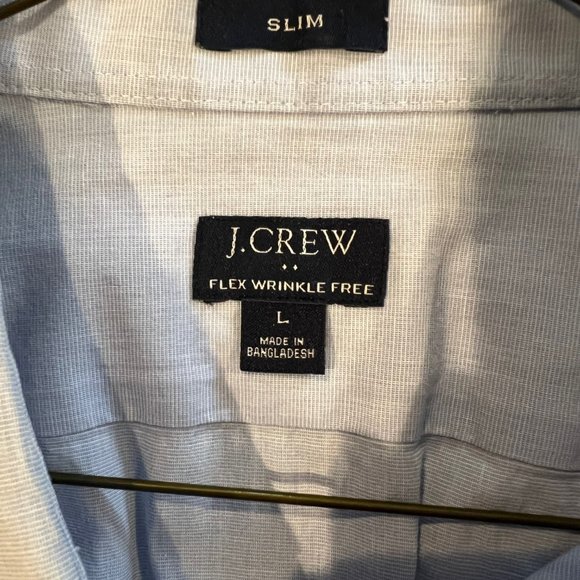 SLIM
J.CREW
FLEX WRINKLE FREE
L
MADE IN
BANGLADESH